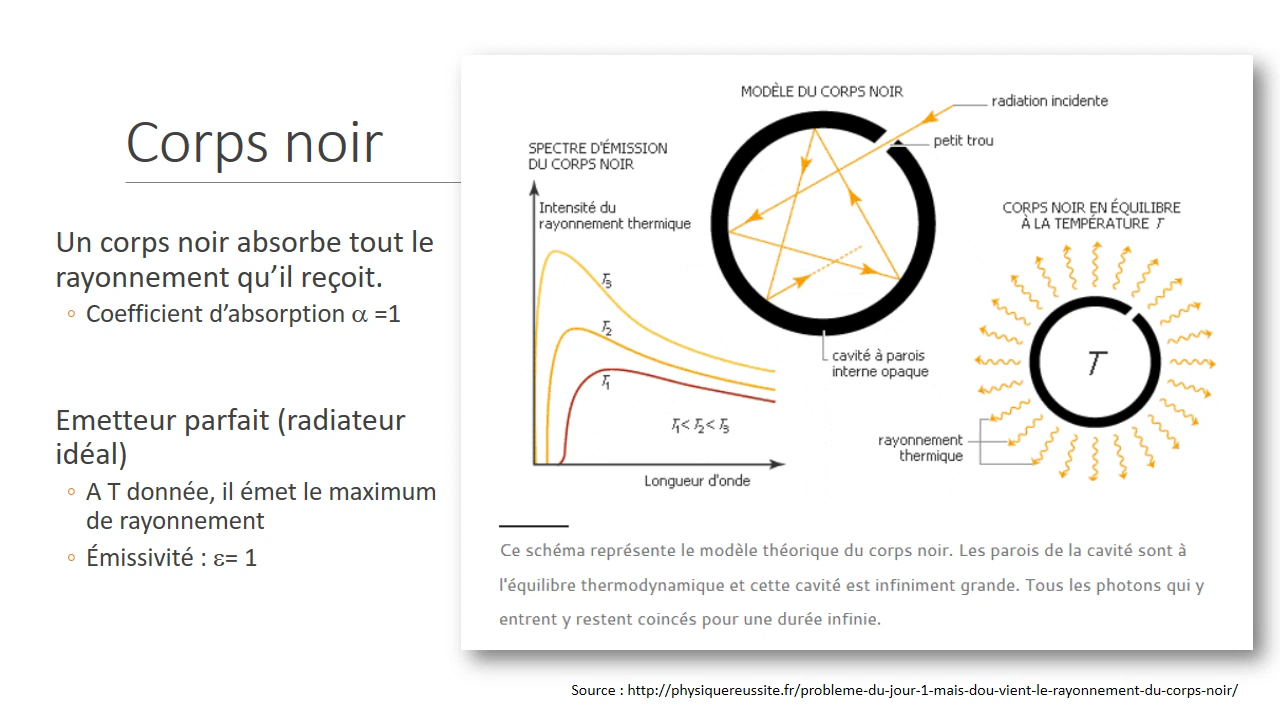 Corps noir
Un corps noir absorbe tout le
rayonnement qu’il reçoit.
◦ Coefficient d’absorption α =1
Emetteur parfait (radiateur
idéal)
◦ A T donnée, il émet le maximum
de rayonnement
◦ Émissivité : ε= 1
MODÈLE DU CORPS NOIR
radiation incidente
petit trou
SPECTRE D'ÉMISSION
DU CORPS NOIR
Intensité du
rayonnement thermique
T3
T2
T1
T1< T2< T3
Longueur d'onde
cavité à parois
interne opaque
CORPS NOIR EN ÉQUILIBRE
À LA TEMPÉRATURE T
T
rayonnement
thermique
Ce schéma représente le modèle théorique du corps noir. Les parois de la cavité sont à
l'équilibre thermodynamique et cette cavité est infiniment grande. Tous les photons qui y
entrent y restent coincés pour une durée infinie.
Source : http://physiquereussite.fr/probleme-du-jour-1-mais-dou-vient-le-rayonnement-du-corps-noir/